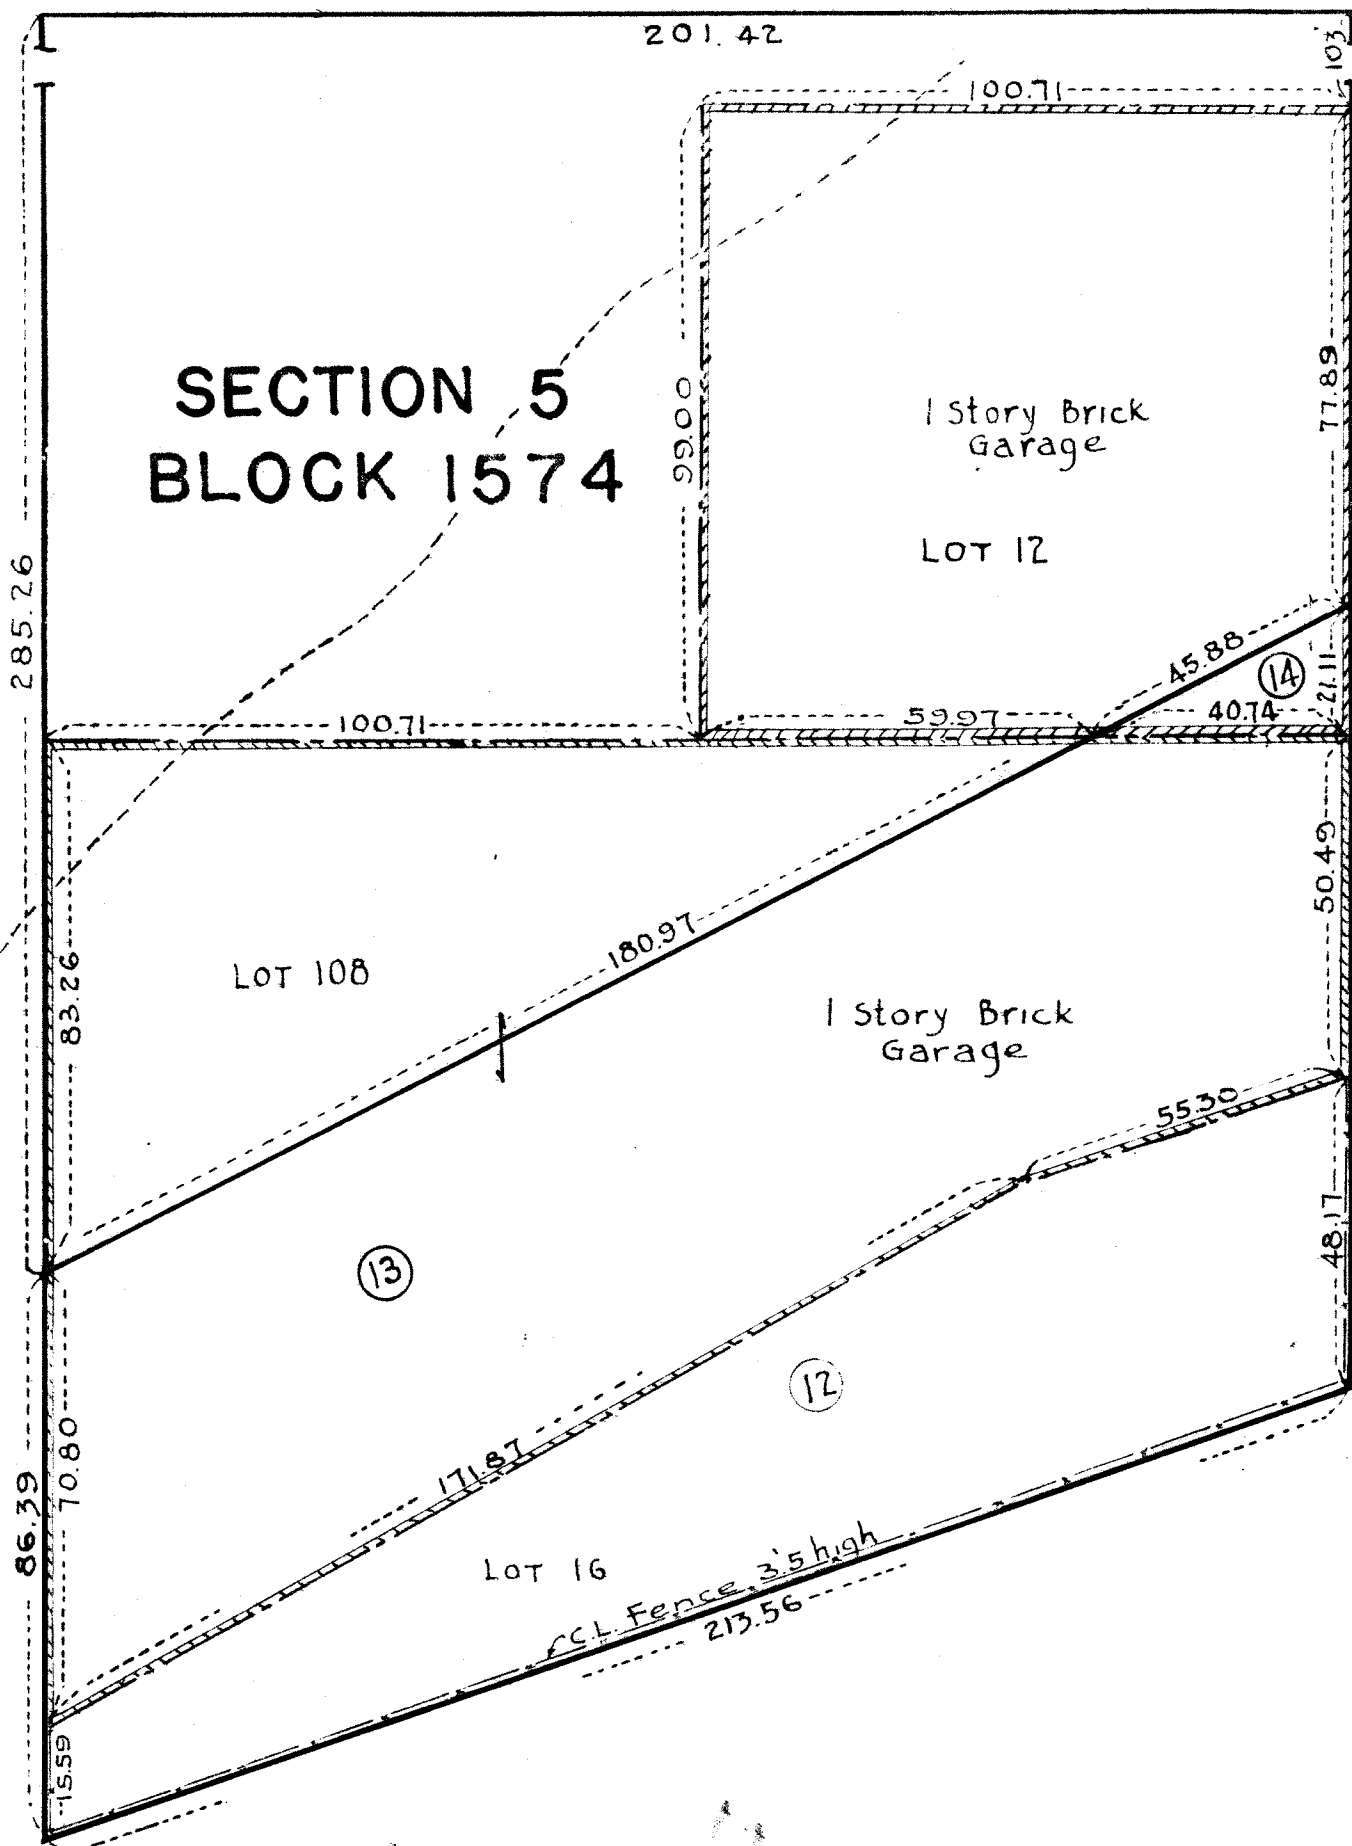 201.42
103
100.71
SECTION 5
BLOCK 1574
99.00
77.89
1 Story Brick
Garage
LOT 12
285.26
45.88
14
21.11
100.71
59.97
40.74
50.49
83.26
180.97
LOT 108
1 Story Brick
Garage
55.30
48.17
13
12
86.39
70.80
171.87
LOT 16
C.L. Fence, 3.'5 high
213.56
15.59